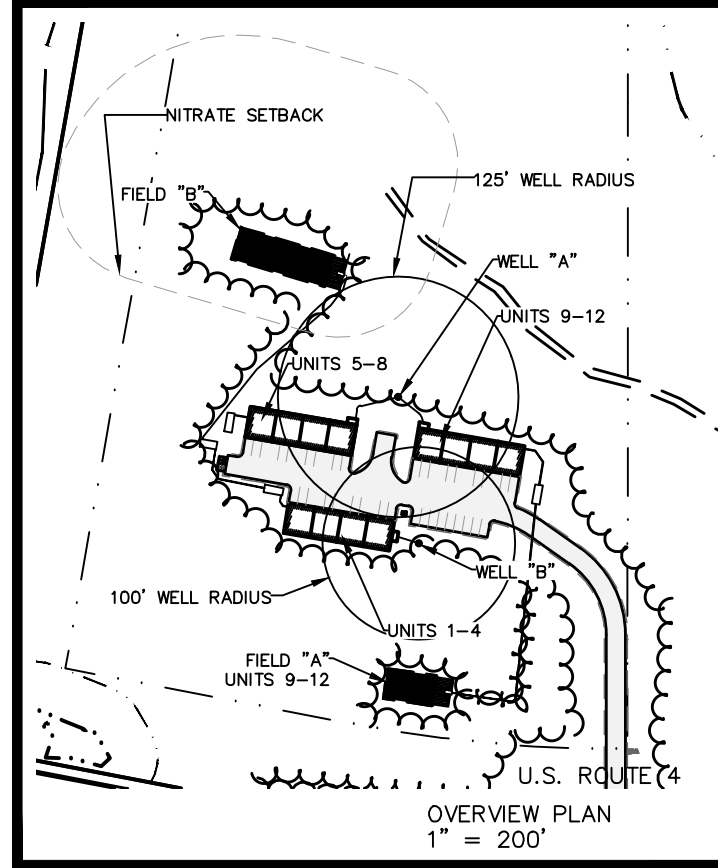 NITRATE SETBACK
125' WELL RADIUS
FIELD "B"
WELL "A"
UNITS 9-12
UNITS 5-8
WELL "B"
100' WELL RADIUS
UNITS 1-4
FIELD "A"
UNITS 9-12
U.S. ROUTE 4
OVERVIEW PLAN
1" = 200'